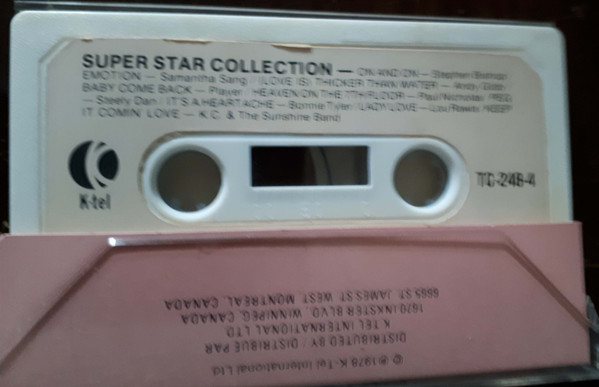 SUPER STAR COLLECTION — ON AND ON — Stephen Bishop/
EMOTION — Samantha Sang / (LOVE IS) THICKER THAN WATER — Andy Gibb/
BABY COME BACK — Player / HEAVEN ON THE 7TH FLOOR — Paul Nicholas / PEG
— Steely Dan / IT'S A HEARTACHE — Bonnie Tyler / LADY LOVE — Lou Rawls / KEEP
IT COMIN' LOVE — K.C. & The Sunshine Band
K-tel
TC-248-4
℗ 1978 K-Tel International Ltd
DISTRIBUTED BY / DISTRIBUE PAR
K TEL INTERNATIONAL LTD
1670 INKSTER BLVD. WINNIPEG, CANADA
6665 ST. JAMES ST. WEST, MONTREAL, CANADA